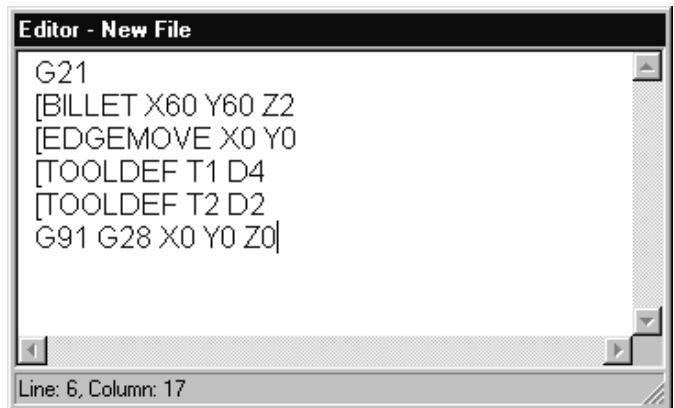 Editor - New File
G21
[BILLET X60 Y60 Z2
[EDGEMOVE X0 Y0
[TOOLDEF T1 D4
[TOOLDEF T2 D2
G91 G28 X0 Y0 Z0
Line: 6, Column: 17